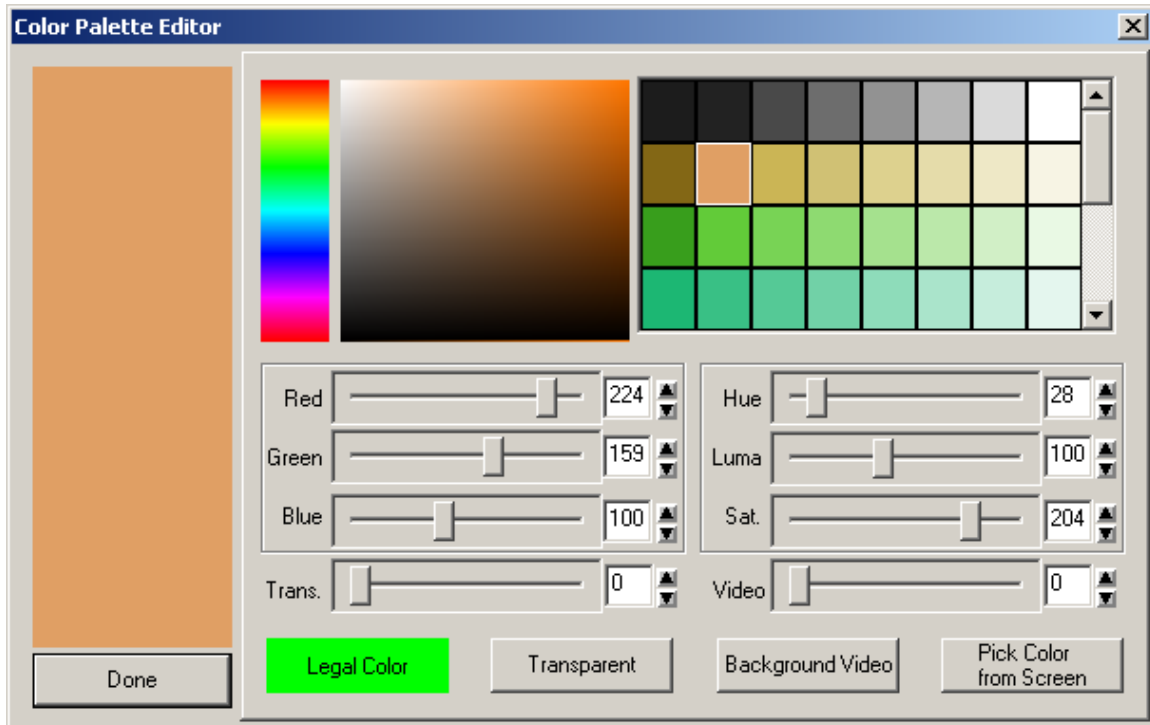 Color Palette Editor
Red 224 Hue 28
Green 159 Luma 100
Blue 100 Sat. 204
Trans. 0 Video 0
Done Legal Color Transparent Background Video Pick Color
from Screen